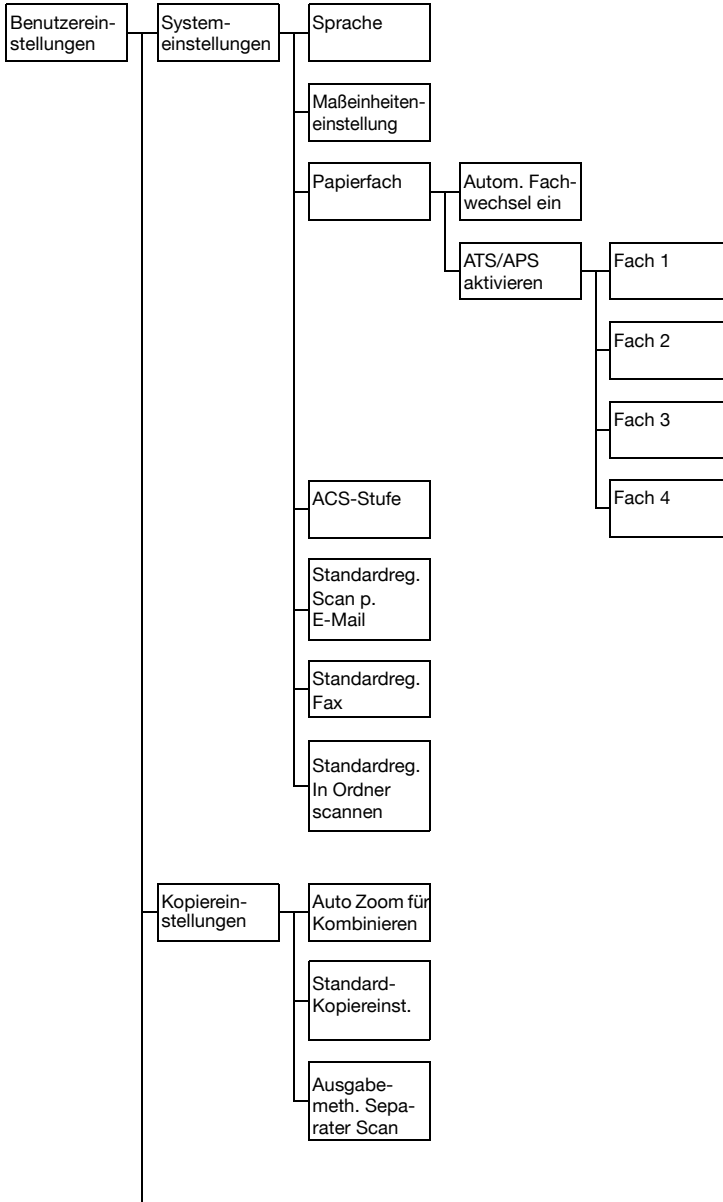 Benutzerein-
stellungen
System-
einstellungen
Sprache
Maßeinheiten-
einstellung
Papierfach
Autom. Fach-
wechsel ein
ATS/APS
aktivieren
Fach 1
Fach 2
Fach 3
Fach 4
ACS-Stufe
Standardreg.
Scan p.
E-Mail
Standardreg.
Fax
Standardreg.
In Ordner
scannen
Kopierein-
stellungen
Auto Zoom für
Kombinieren
Standard-
Kopiereinst.
Ausgabe-
meth. Sepa-
rater Scan